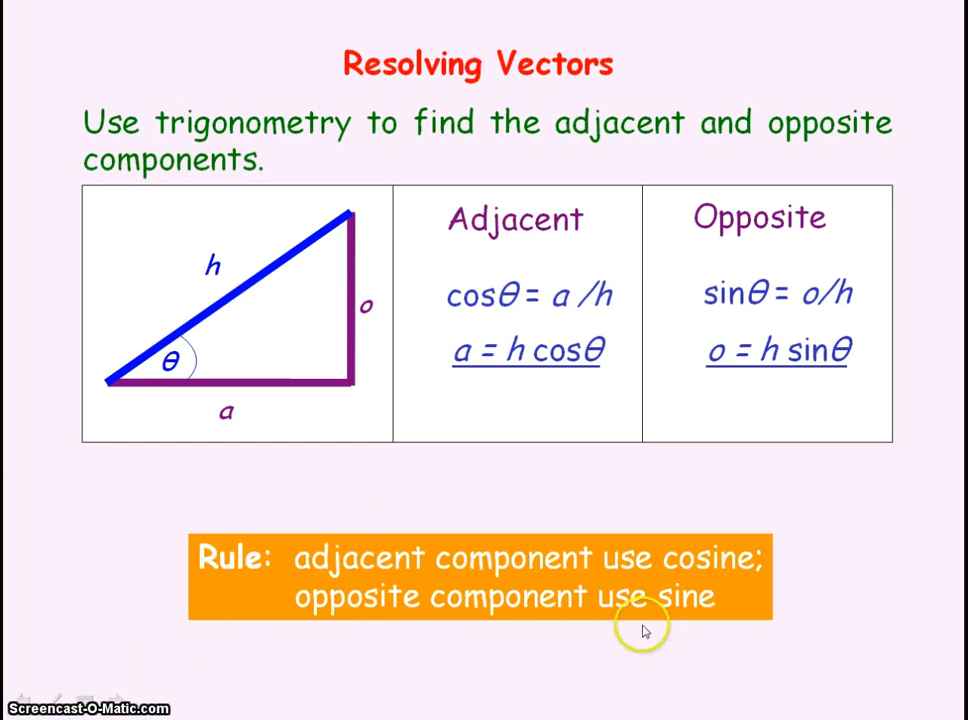 Resolving Vectors
Use trigonometry to find the adjacent and opposite
components.
h
o
θ
a
Adjacent
cosθ = a /h
a = h cosθ
Opposite
sinθ = o/h
o = h sinθ
Rule: adjacent component use cosine;
opposite component use sine
Screencast-O-Matic.com